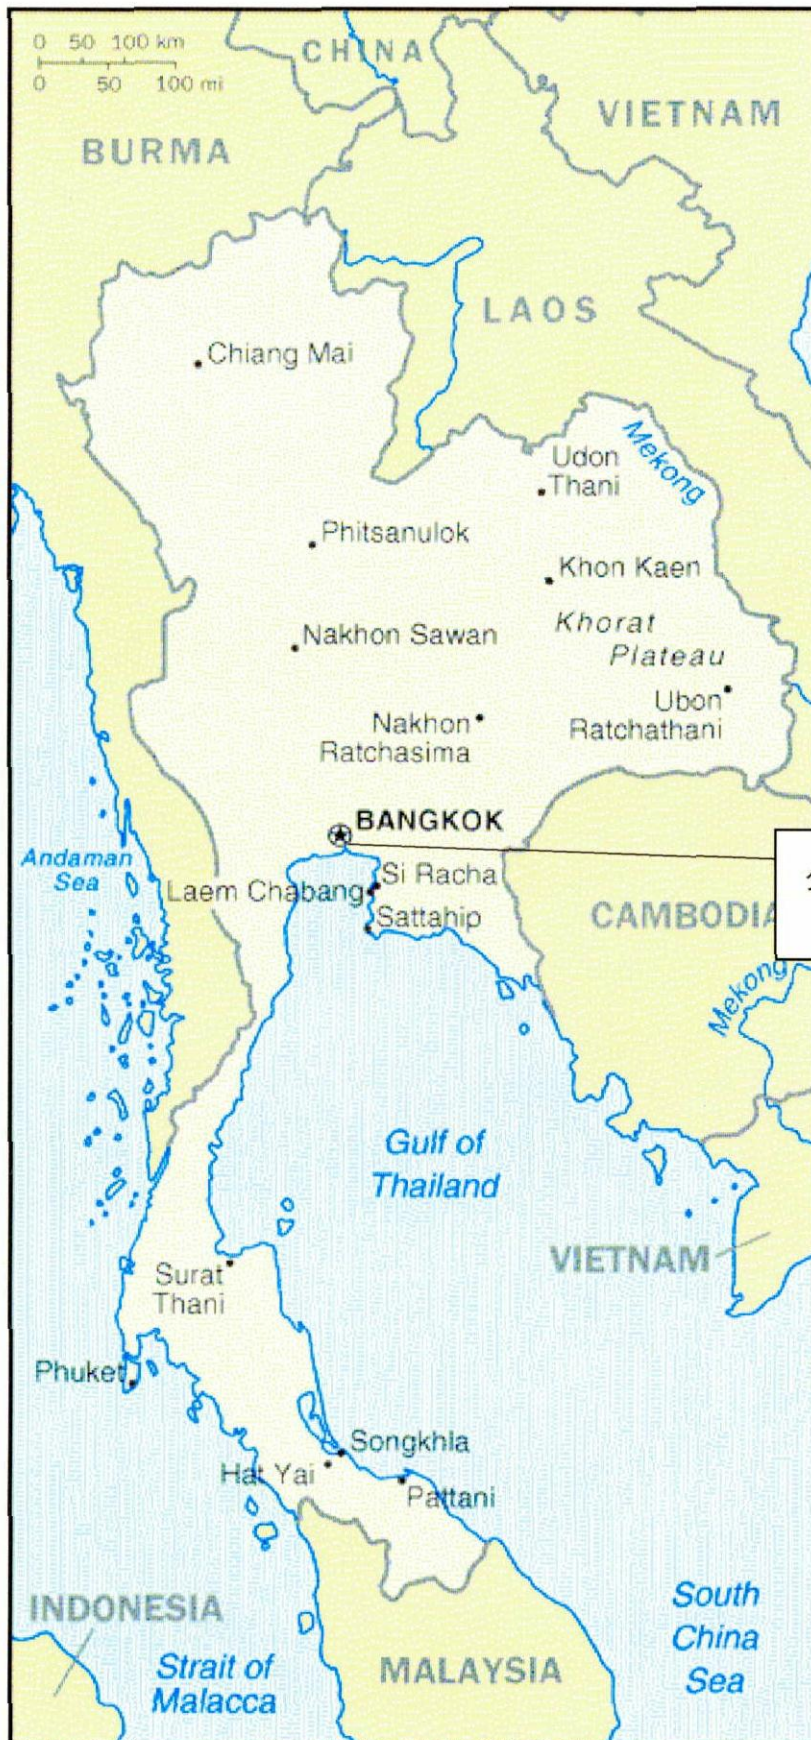 0 50 100 km
0 50 100 mi
CHINA
VIETNAM
BURMA
LAOS
Chiang Mai
Mekong
Udon
Thani
Phitsanulok
Khon Kaen
Khorat
Plateau
Nakhon Sawan
Ubon
Ratchathani
Nakhon
Ratchasima
BANGKOK
Andaman
Sea
Si Racha
Laem Chabang
Sattahip
CAMBODIA
Mekong
Gulf of
Thailand
VIETNAM
Surat
Thani
Phuket
Songkhla
Hat Yai
Pattani
INDONESIA
South
China
Sea
Strait of
Malacca
MALAYSIA